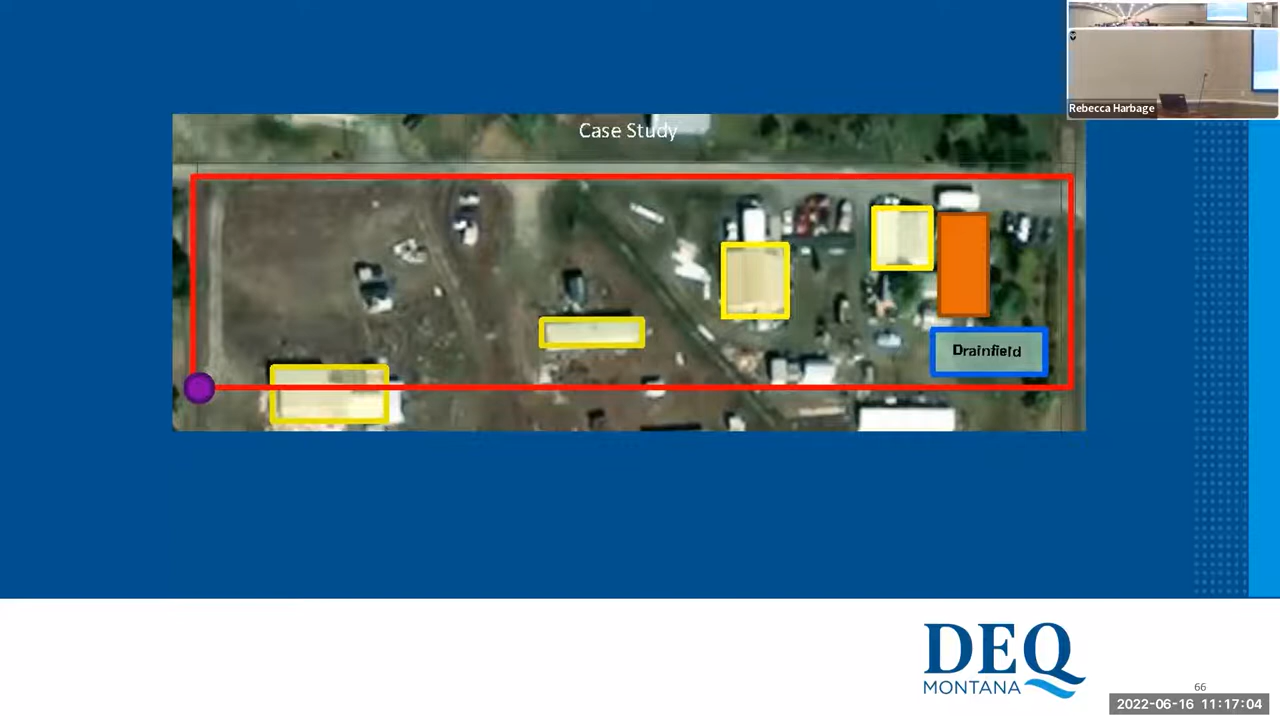 Case Study
Rebecca Harbage
Drainfield
DEQ
MONTANA
66
2022-06-16 11:17:04